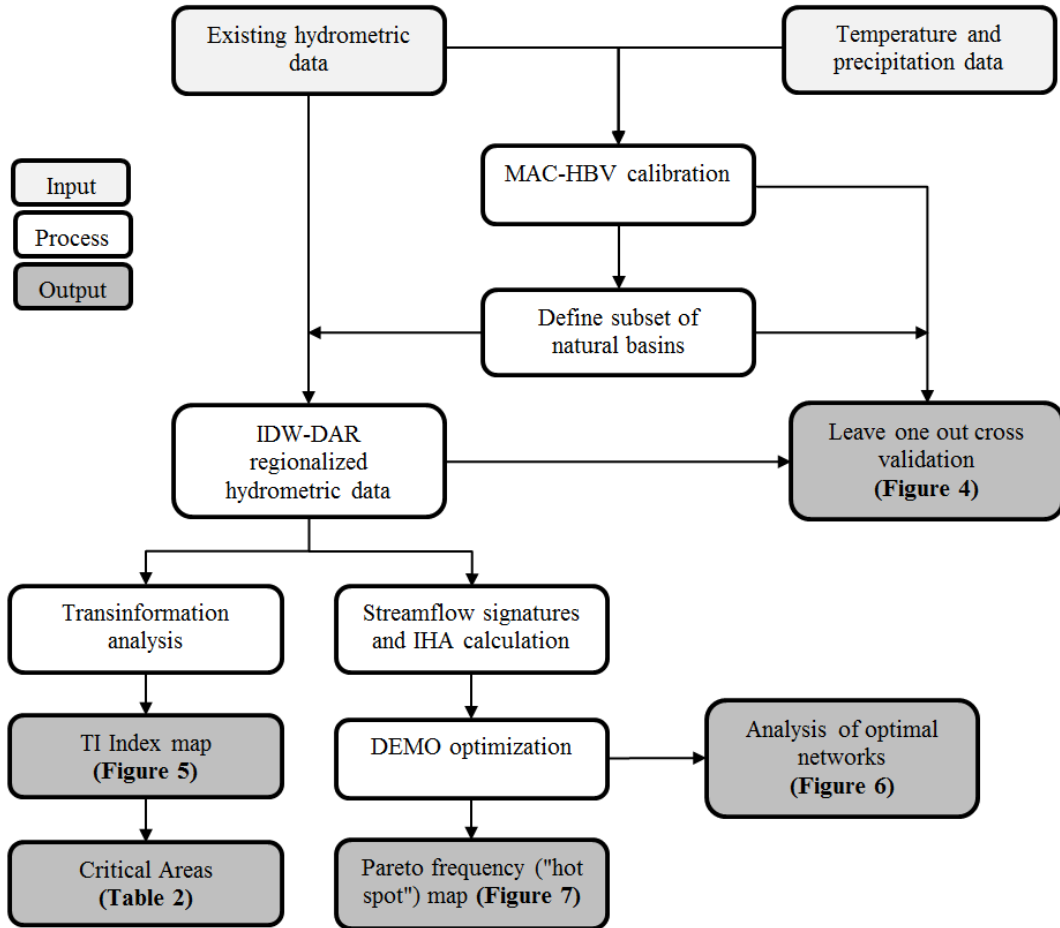 Existing hydrometric
data
Temperature and
precipitation data
Input
Process
Output
MAC-HBV calibration
Define subset of
natural basins
IDW-DAR
regionalized
hydrometric data
Leave one out cross
validation
(Figure 4)
Transinformation
analysis
Streamflow signatures
and IHA calculation
TI Index map
(Figure 5)
DEMO optimization
Analysis of optimal
networks
(Figure 6)
Critical Areas
(Table 2)
Pareto frequency ("hot
spot") map (Figure 7)